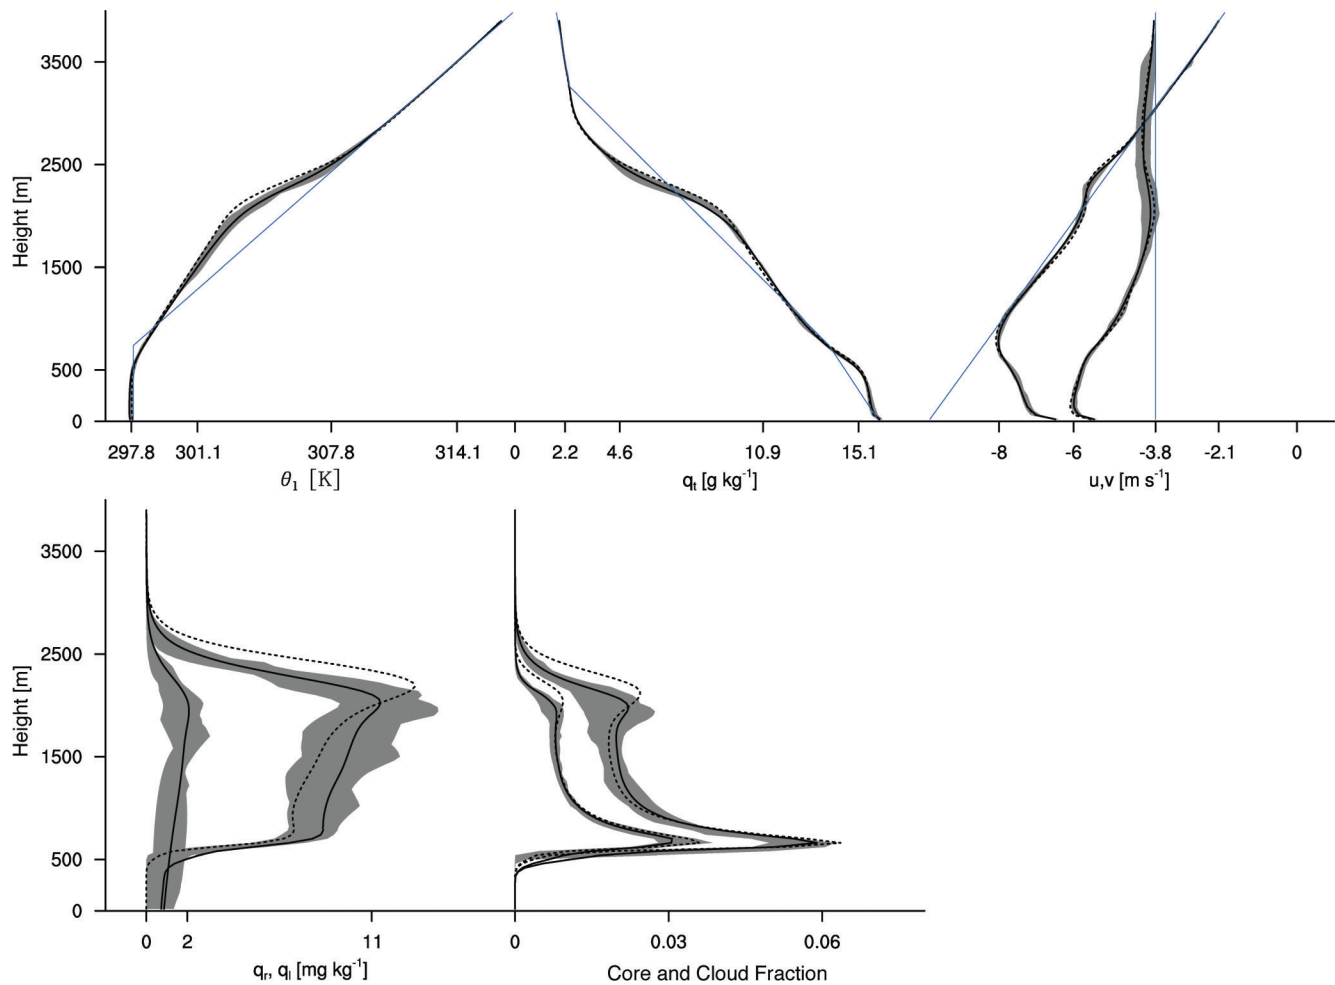 3500
2500
1500
500
0
Height [m]
297.8 301.1 307.8 314.1 0 2.2 4.6 10.9 15.1 -8 -6 -3.8 -2.1 0
θ₁ [K] qₜ [g kg⁻¹] u,v [m s⁻¹]
3500
2500
1500
500
0
Height [m]
0 2 11 0 0.03 0.06
qᵣ, qₗ [mg kg⁻¹] Core and Cloud Fraction